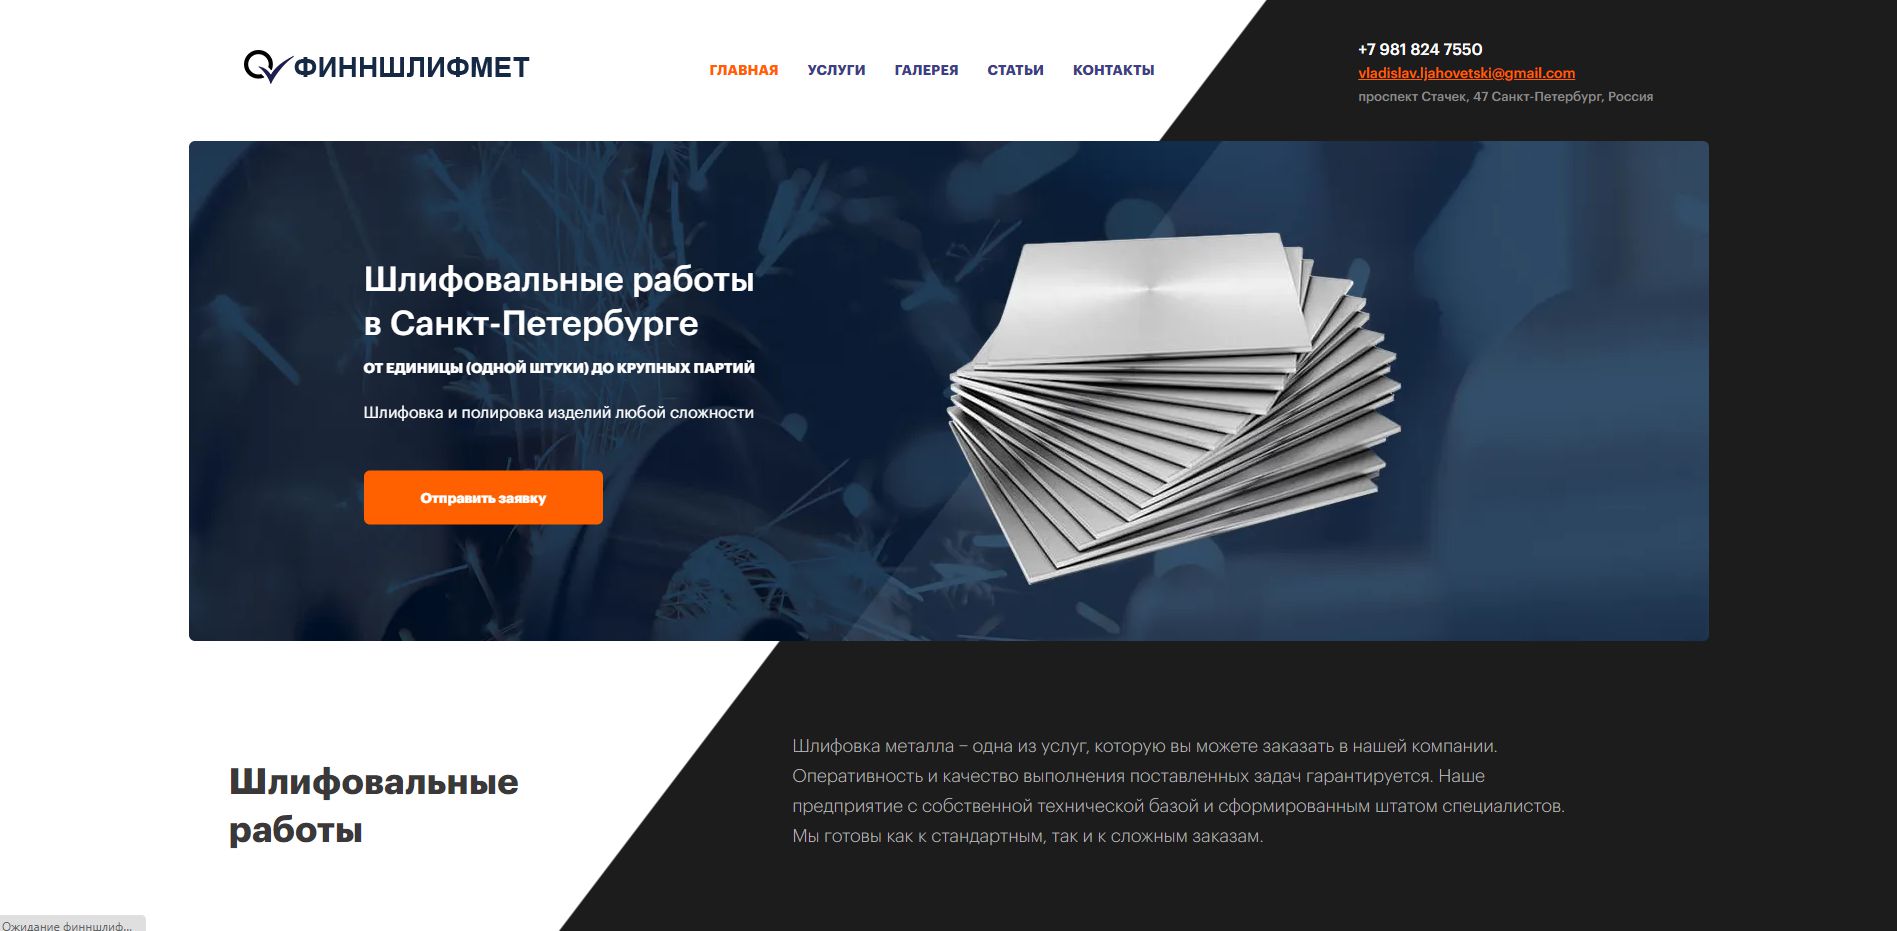 ФИННШЛИФМЕТ
ГЛАВНАЯ УСЛУГИ ГАЛЕРЕЯ СТАТЬИ КОНТАКТЫ
+7 981 824 7550
vladislav.ljahovetski@gmail.com
проспект Стачек, 47 Санкт-Петербург, Россия
Шлифовальные работы
в Санкт-Петербурге
ОТ ЕДИНИЦЫ (ОДНОЙ ШТУКИ) ДО КРУПНЫХ ПАРТИЙ
Шлифовка и полировка изделий любой сложности
Отправить заявку
Шлифовальные
работы
Шлифовка металла – одна из услуг, которую вы можете заказать в нашей компании.
Оперативность и качество выполнения поставленных задач гарантируется. Наше
предприятие с собственной технической базой и сформированным штатом специалистов.
Мы готовы как к стандартным, так и к сложным заказам.
Ожидание финншлиф...